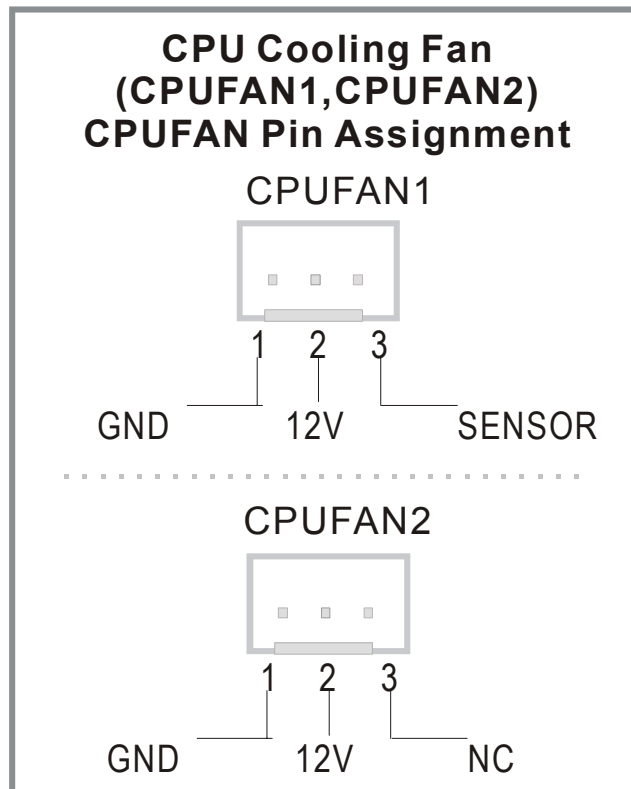 CPU Cooling Fan
(CPUFAN1,CPUFAN2)
CPUFAN Pin Assignment
CPUFAN1
1 2 3
GND 12V SENSOR
CPUFAN2
1 2 3
GND 12V NC